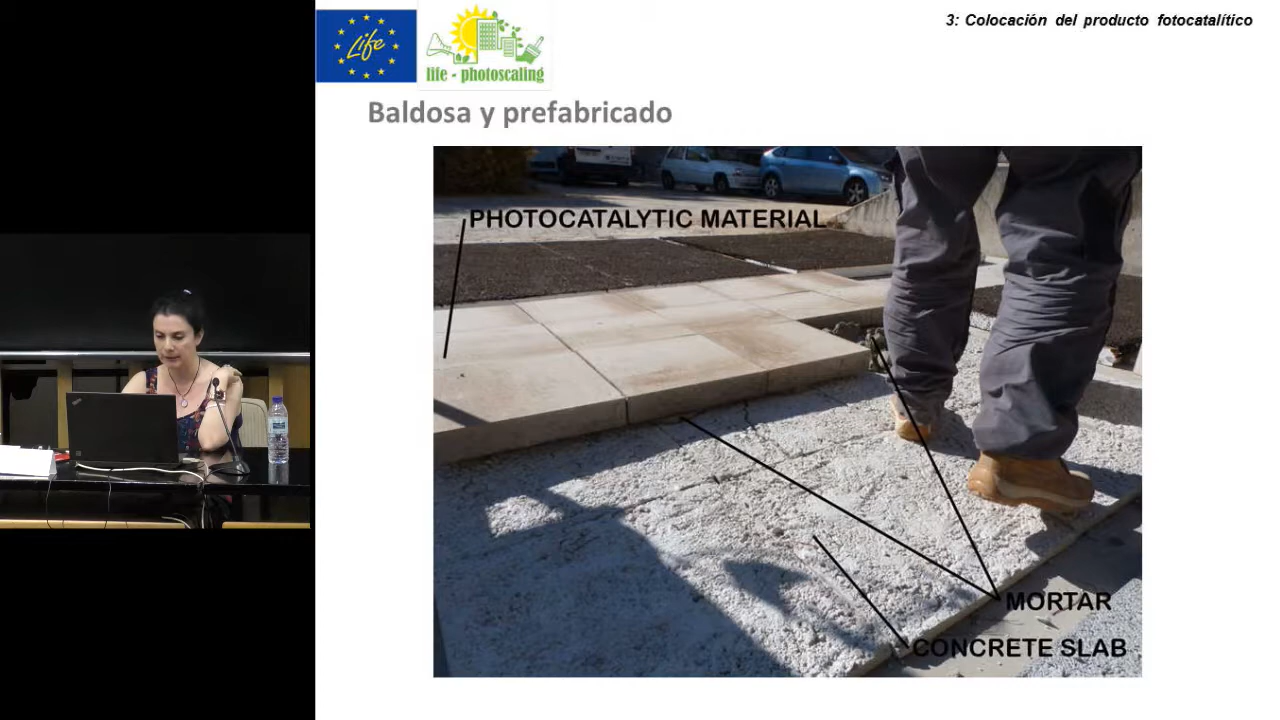 3: Colocación del producto fotocatalítico
Life
life - photoscaling
Baldosa y prefabricado
PHOTOCATALYTIC MATERIAL
MORTAR
CONCRETE SLAB